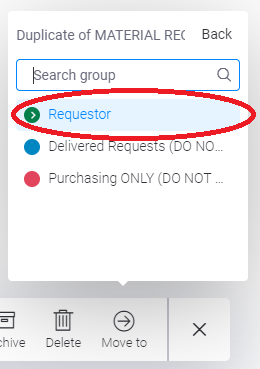 Duplicate of MATERIAL REC Back
Search group
Requestor
Delivered Requests (DO NO...
Purchasing ONLY (DO NOT ...
chive Delete Move to